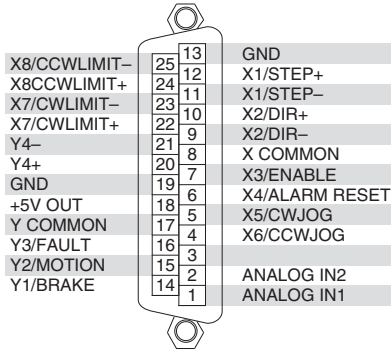 X8/CCWLIMIT– 25
X8CCWLIMIT+ 24
X7/CWLIMIT– 23
X7/CWLIMIT+ 22
Y4– 21
Y4+ 20
GND 19
+5V OUT 18
Y COMMON 17
Y3/FAULT 16
Y2/MOTION 15
Y1/BRAKE 14
13 GND
12 X1/STEP+
11 X1/STEP–
10 X2/DIR+
9 X2/DIR–
8 X COMMON
7 X3/ENABLE
6 X4/ALARM RESET
5 X5/CWJOG
4 X6/CCWJOG
3
2 ANALOG IN2
1 ANALOG IN1